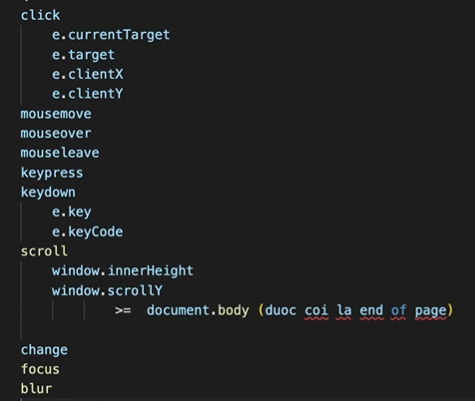 click
e.currentTarget
e.target
e.clientX
e.clientY
mousemove
mouseover
mouseleave
keypress
keydown
e.key
e.keyCode
scroll
window.innerHeight
window.scrollY
>= document.body (duoc coi la end of page)
change
focus
blur